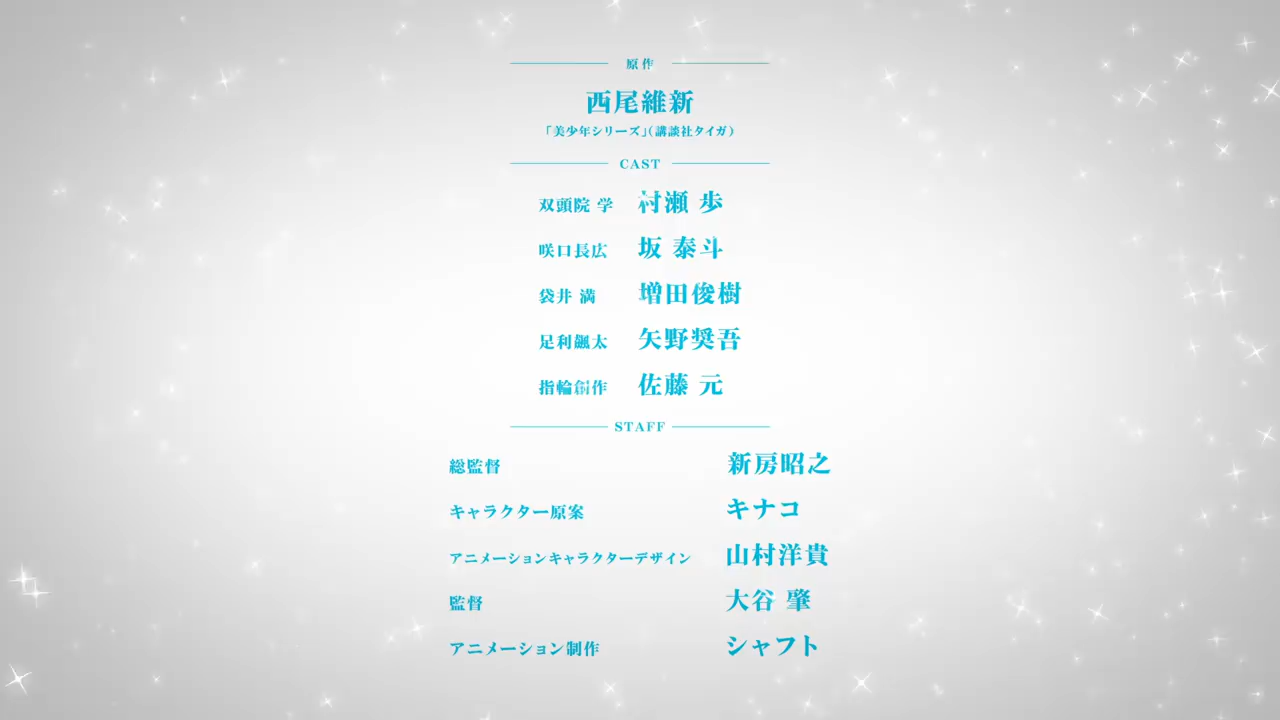 原作
西尾維新
「美少年シリーズ」(講談社タイガ)
CAST
双頭院 学 村瀬 歩
咲口長広 坂 泰斗
袋井 満 増田俊樹
足利飆太 矢野奨吾
指輪創作 佐藤 元
STAFF
総監督 新房昭之
キャラクター原案 キナコ
アニメーションキャラクターデザイン 山村洋貴
監督 大谷 肇
アニメーション制作 シャフト